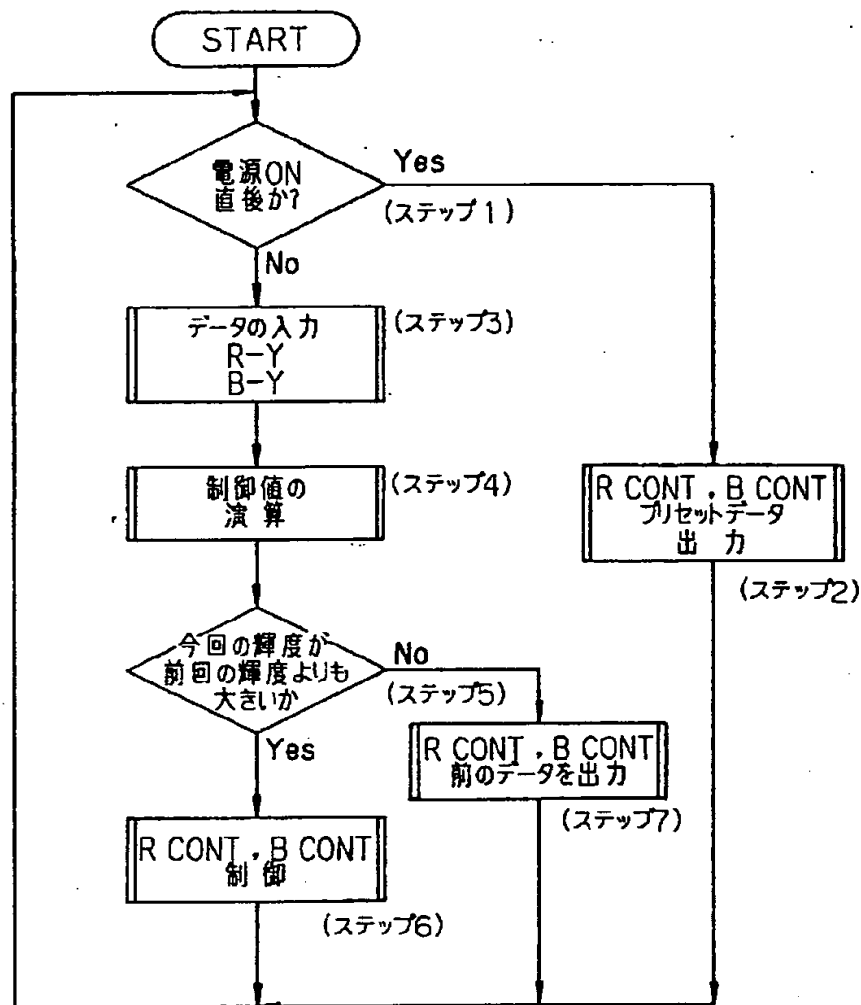 START
電源ON
直後か?
Yes
(ステップ1)
No
データの入力
R-Y
B-Y
(ステップ3)
制御値の
演算
(ステップ4)
R CONT, B CONT
プリセットデータ
出力
(ステップ2)
今回の輝度が
前回の輝度よりも
大きいか
No
(ステップ5)
Yes
R CONT, B CONT
前のデータを出力
(ステップ7)
R CONT, B CONT
制御
(ステップ6)